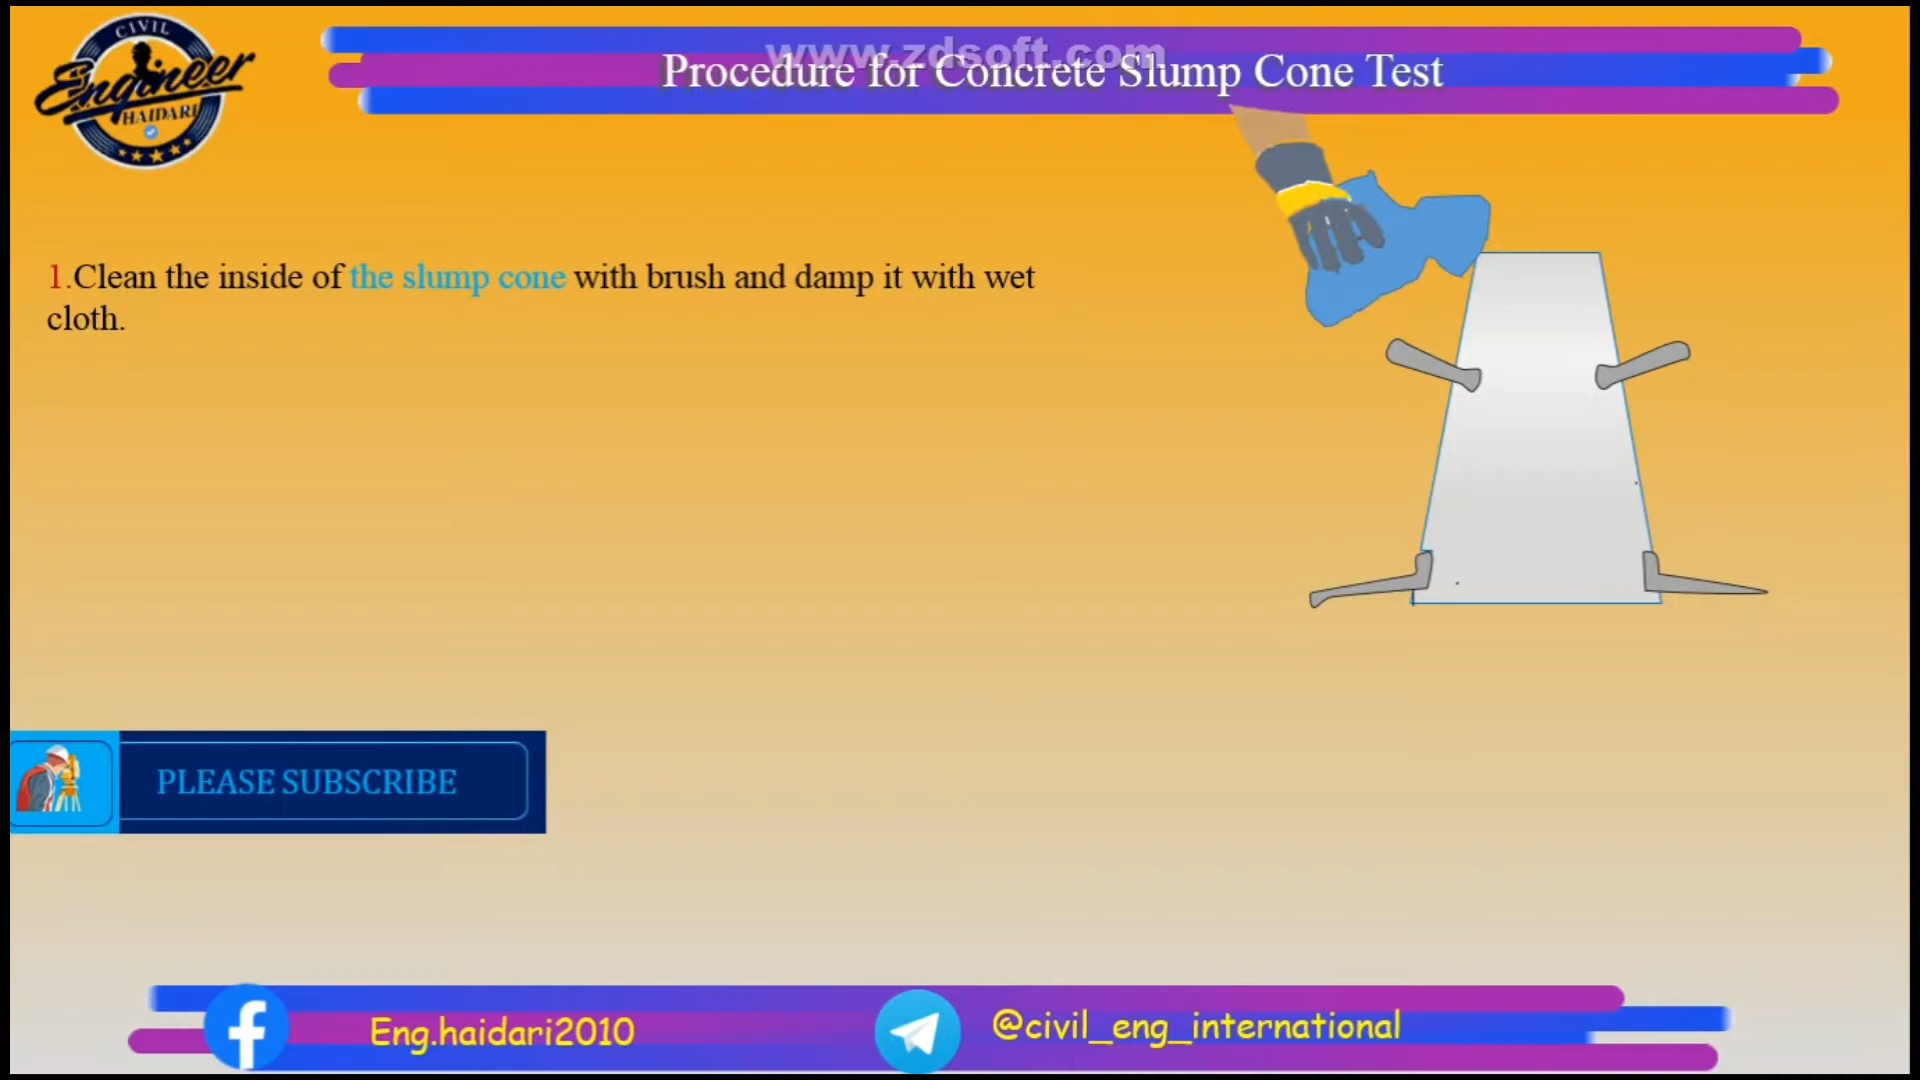 CIVIL
Engineer
HAIDARI
www.zdsoft.com
Procedure for Concrete Slump Cone Test
1.Clean the inside of the slump cone with brush and damp it with wet
cloth.
PLEASE SUBSCRIBE
Eng.haidari2010
@civil_eng_international